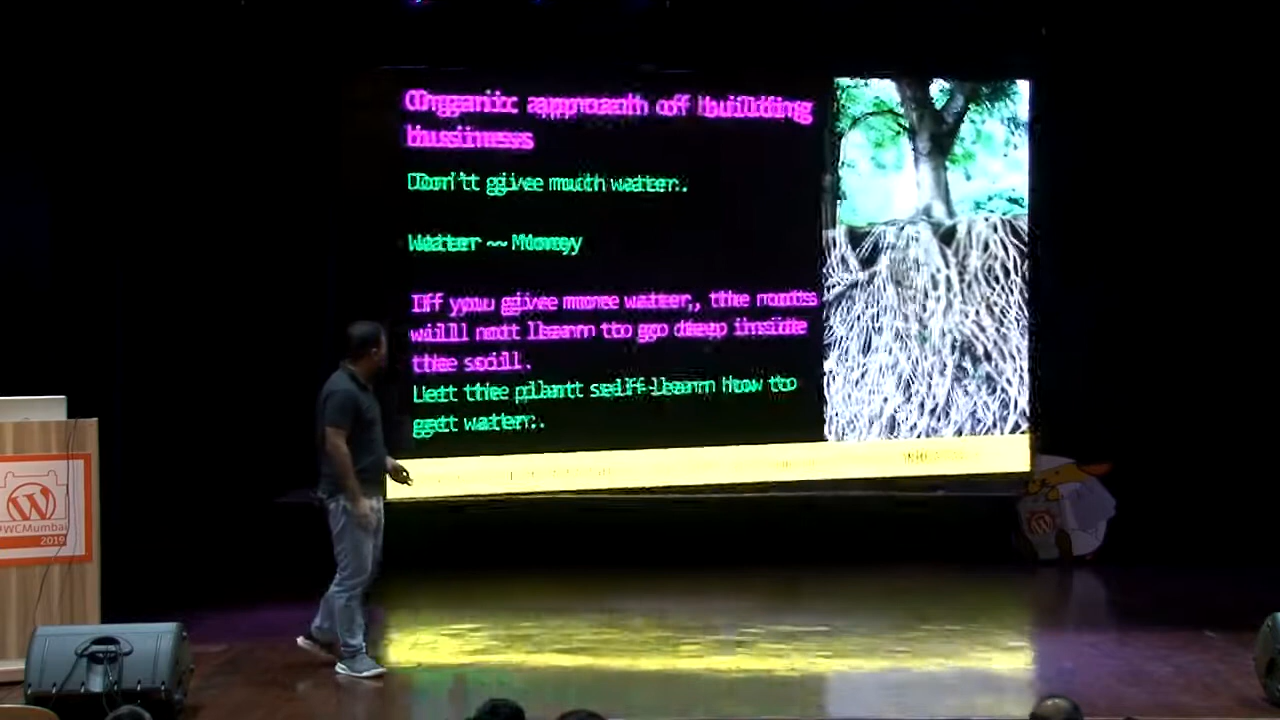 Organic approach of building
business
Don't give much water.
Water ~ Money
If you give more water, the roots
will not learn to go deep inside
the soil.
Let the plant self-learn how to
get water.
#WCMumbai
2019